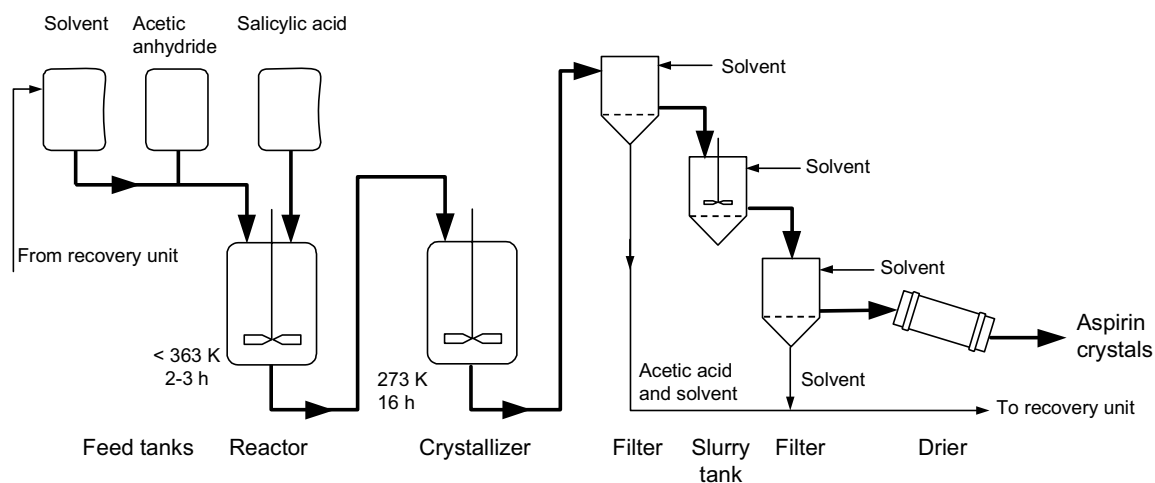 Solvent
Acetic
anhydride
Salicylic acid
Solvent
Solvent
From recovery unit
Solvent
Aspirin
crystals
< 363 K
2-3 h
273 K
16 h
Acetic acid
and solvent
Solvent
To recovery unit
Feed tanks
Reactor
Crystallizer
Filter
Slurry
tank
Filter
Drier